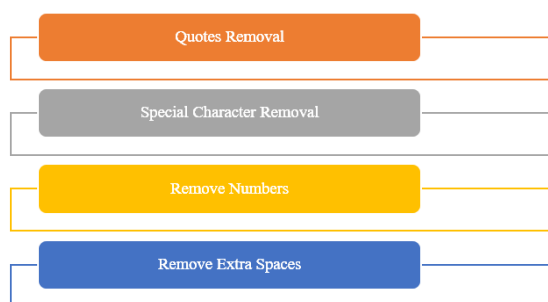 Quotes Removal
Special Character Removal
Remove Numbers
Remove Extra Spaces